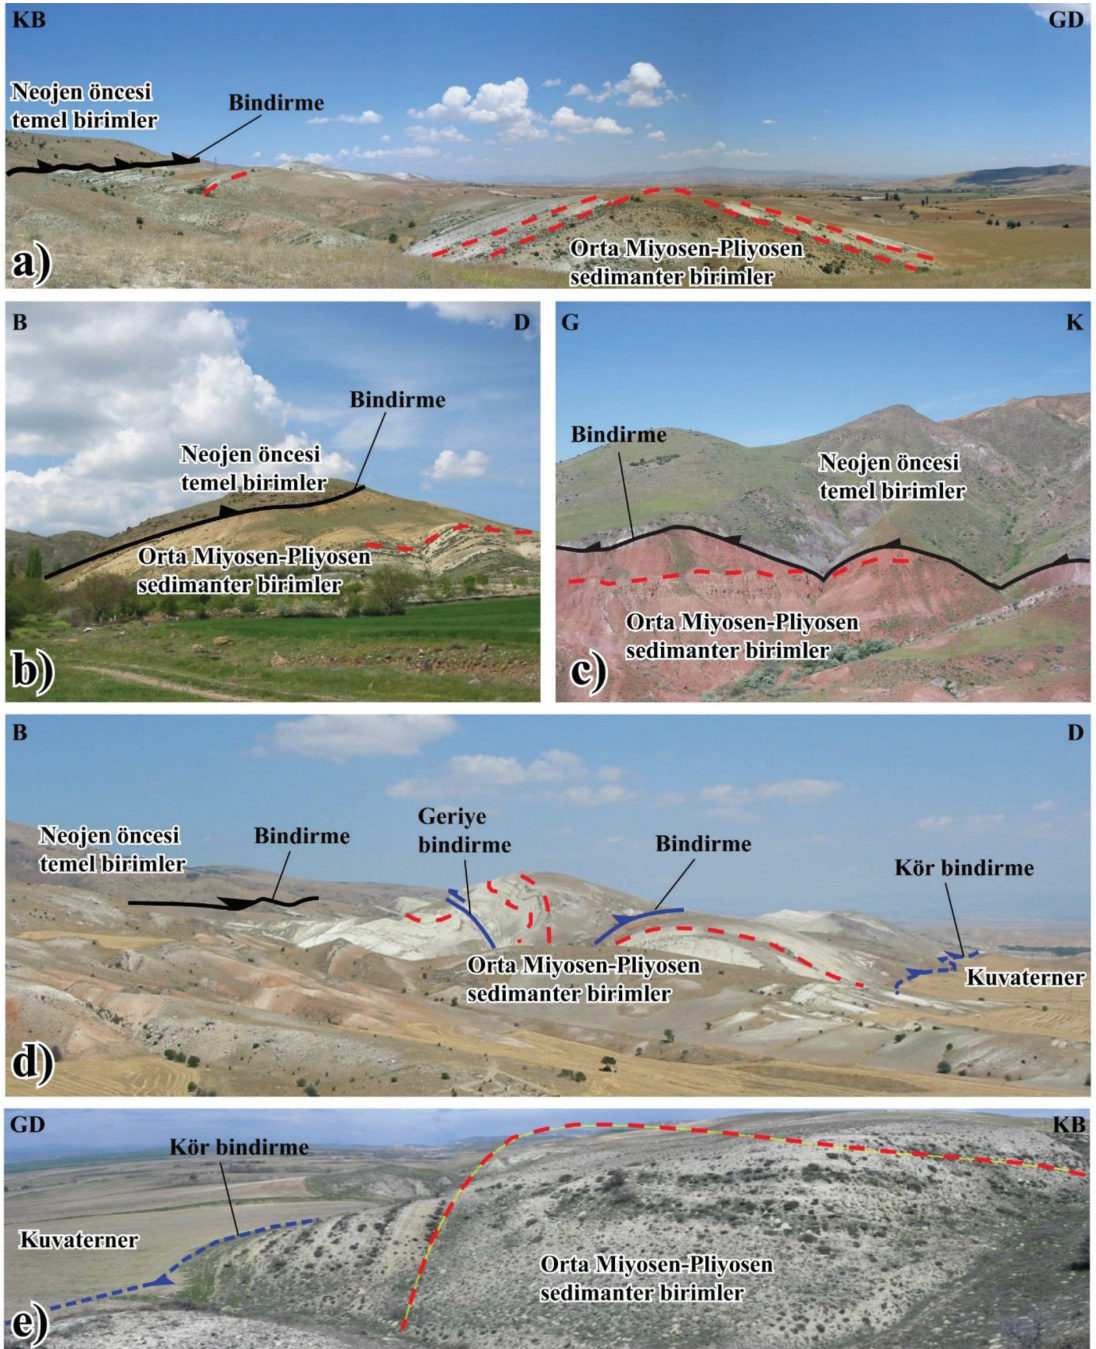 KB
GD
Neojen öncesi
temel birimler
Bindirme
Orta Miyosen-Pliyosen
sedimanter birimler
a)
B
D
Bindirme
Neojen öncesi
temel birimler
Orta Miyosen-Pliyosen
sedimanter birimler
b)
G
K
Bindirme
Neojen öncesi
temel birimler
Orta Miyosen-Pliyosen
sedimanter birimler
c)
B
D
Neojen öncesi
temel birimler
Bindirme
Geriye
bindirme
Bindirme
Kör bindirme
Orta Miyosen-Pliyosen
sedimanter birimler
Kuvaterner
d)
GD
KB
Kör bindirme
Kuvaterner
Orta Miyosen-Pliyosen
sedimanter birimler
e)